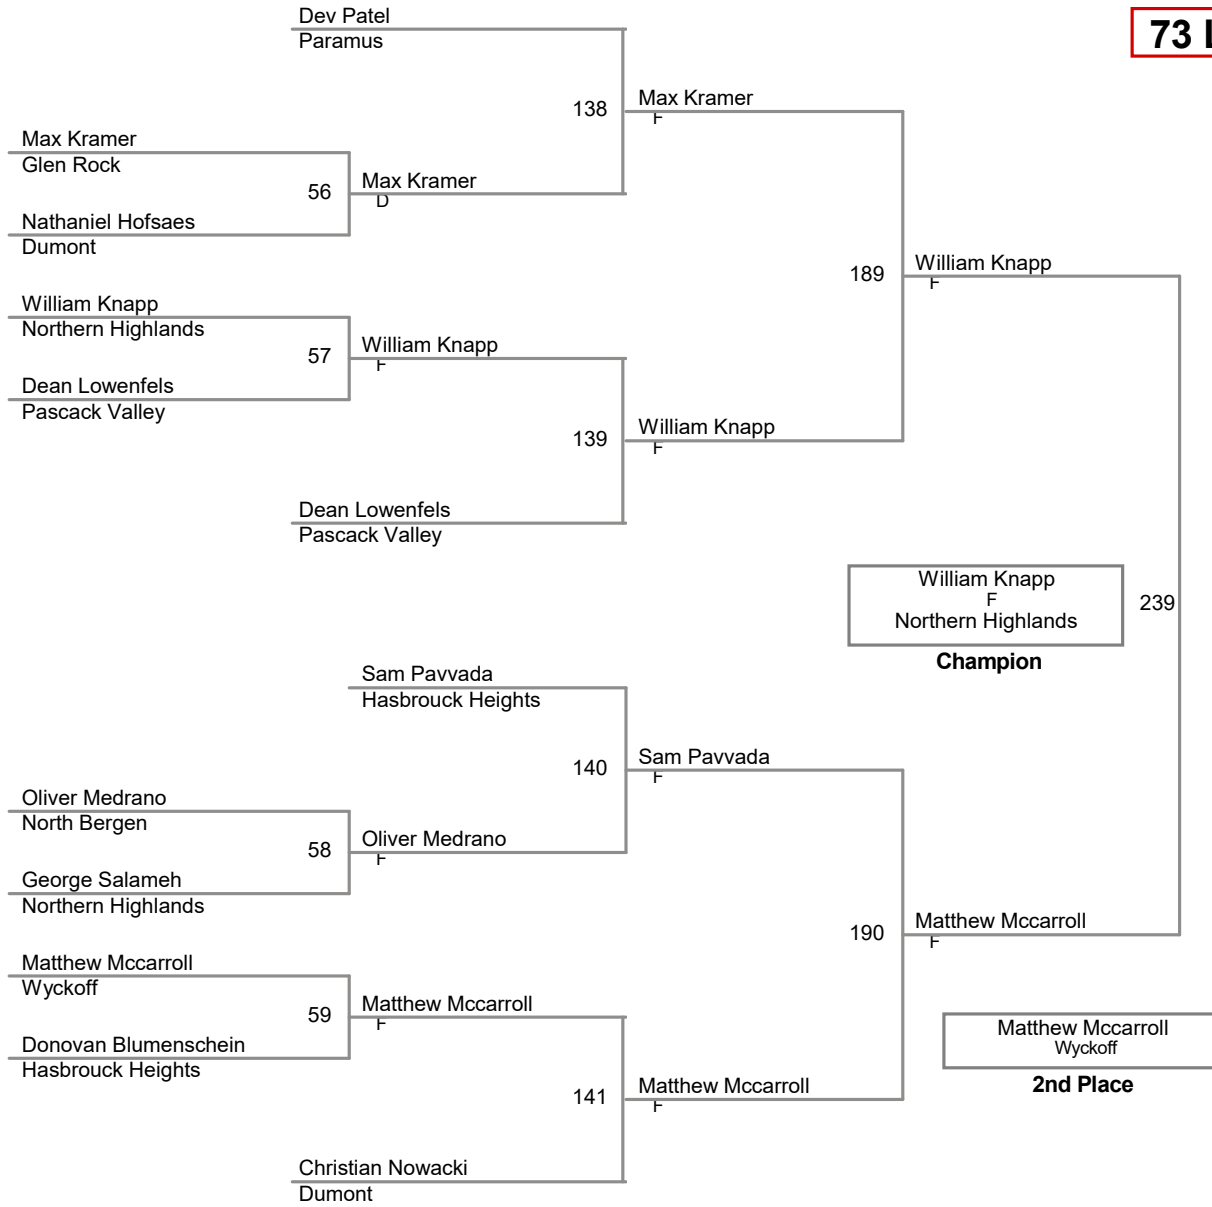 Dev Patel
Paramus
73 L
138
Max Kramer
F
Max Kramer
Glen Rock
56
Max Kramer
D
Nathaniel Hofsaes
Dumont
189
William Knapp
F
William Knapp
Northern Highlands
57
William Knapp
F
Dean Lowenfels
Pascack Valley
139
William Knapp
F
Dean Lowenfels
Pascack Valley
William Knapp
F
Northern Highlands
239
Champion
Sam Pavvada
Hasbrouck Heights
140
Sam Pavvada
F
Oliver Medrano
North Bergen
58
Oliver Medrano
F
George Salameh
Northern Highlands
190
Matthew Mccarroll
F
Matthew Mccarroll
Wyckoff
59
Matthew Mccarroll
F
Donovan Blumenschein
Hasbrouck Heights
Matthew Mccarroll
Wyckoff
2nd Place
141
Matthew Mccarroll
F
Christian Nowacki
Dumont